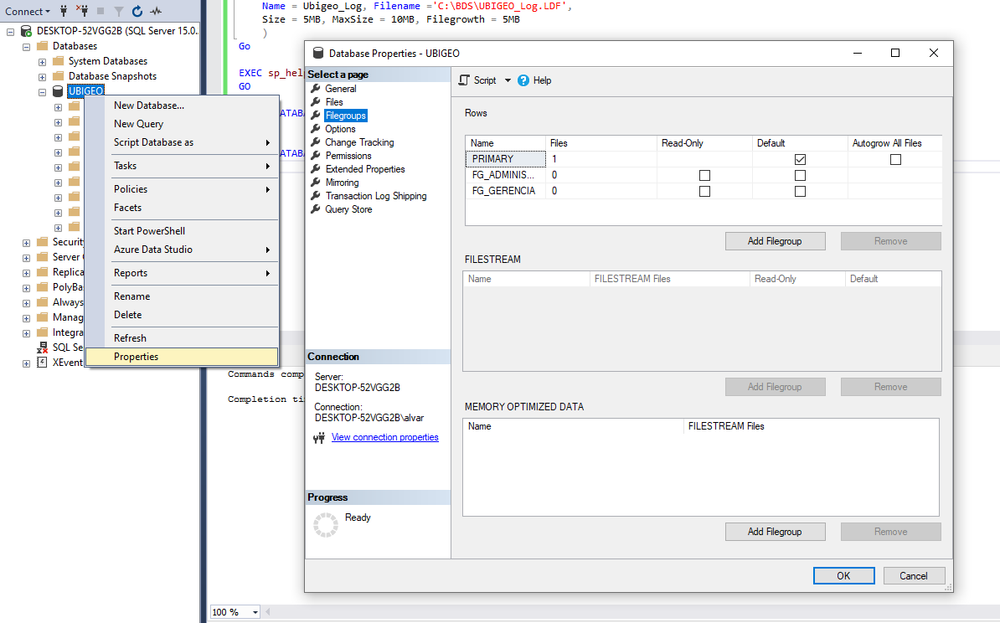 Connect
DESKTOP-52VGG2B (SQL Server 15.0..
Databases
System Databases
Database Snapshots
UBIGEO
Securit
Server
Replica
PolyBa
Always
Manag
Integra
SQL Se
XEvent
New Database...
New Query
Script Database as
Tasks
Policies
Facets
Start PowerShell
Azure Data Studio
Reports
Rename
Delete
Refresh
Properties
Name = Ubigeo_Log, Filename ='C:\BDS\UBIGEO_Log.LDF',
Size = 5MB, MaxSize = 10MB, Filegrowth = 5MB
)
Go
EXEC sp_hel
GO
ATABA
ATABA
Commands comp
Completion ti
100 %
Database Properties - UBIGEO
Select a page
General
Files
Filegroups
Options
Change Tracking
Permissions
Extended Properties
Mirroring
Transaction Log Shipping
Query Store
Connection
Server:
DESKTOP-52VGG2B
Connection:
DESKTOP-52VGG2B\alvar
View connection properties
Progress
Ready
Script Help
Rows
Name Files Read-Only Default Autogrow All Files
PRIMARY 1
FG_ADMINIS... 0
FG_GERENCIA 0
Add Filegroup Remove
FILESTREAM
Name FILESTREAM Files Read-Only Default
Add Filegroup Remove
MEMORY OPTIMIZED DATA
Name FILESTREAM Files
Add Filegroup Remove
OK Cancel